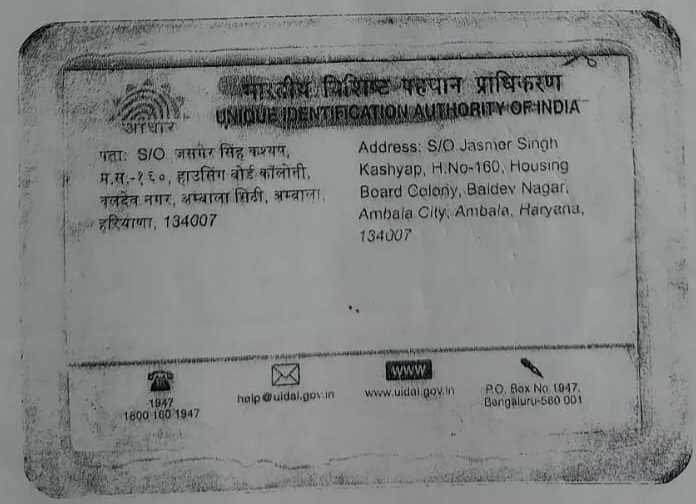 भारतीय विशिष्ट पहचान प्राधिकरण
UNIQUE IDENTIFICATION AUTHORITY OF INDIA
आधार
पता: S/O जसमेर सिंह कश्यप,
म.स.-१६०, हाउसिंग बोर्ड कॉलोनी,
बलदेव नगर, अम्बाला सिटी, अम्बाला,
हरियाणा, 134007
Address: S/O Jasmer Singh
Kashyap, H.No-160, Housing
Board Colony, Baldev Nagar,
Ambala City, Ambala, Haryana,
134007
1947
1800 180 1947
help@uidai.gov.in
WWW
www.uidai.gov.in
P.O. Box No.1947,
Bengaluru-560 001